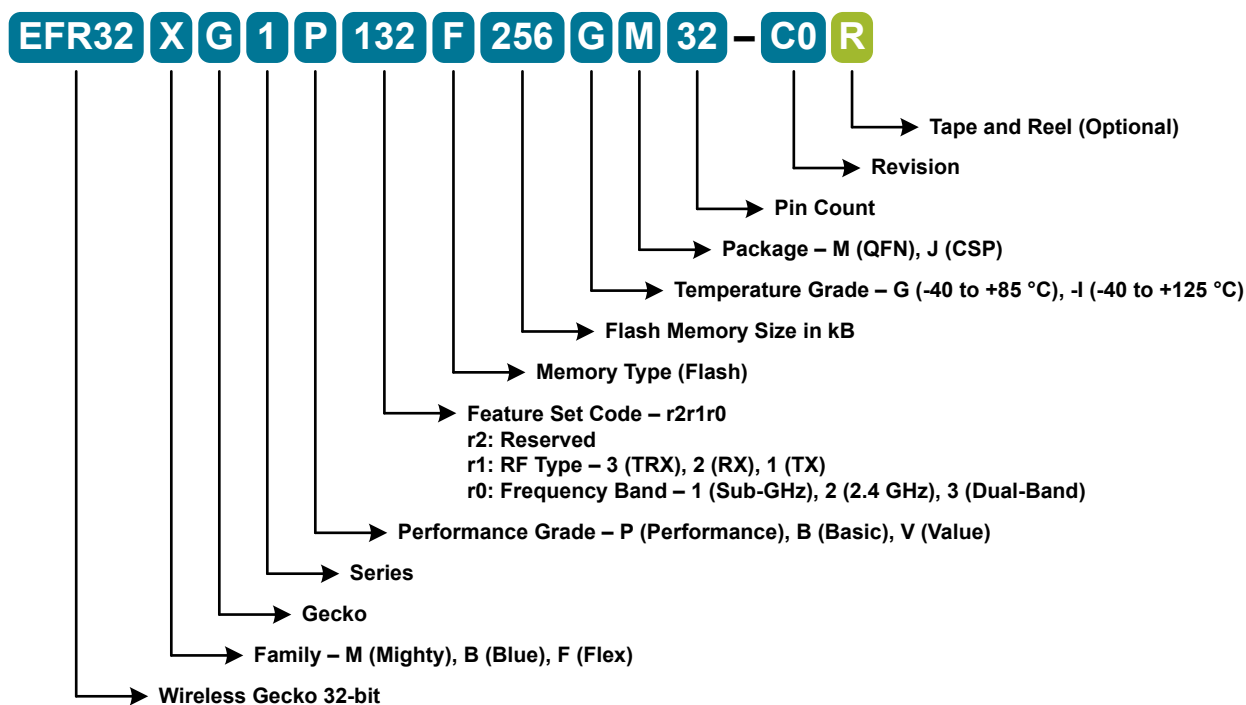 EFR32 X G 1 P 132 F 256 G M 32 – C0 R
Tape and Reel (Optional)
Revision
Pin Count
Package – M (QFN), J (CSP)
Temperature Grade – G (-40 to +85 °C), -I (-40 to +125 °C)
Flash Memory Size in kB
Memory Type (Flash)
Feature Set Code – r2r1r0
r2: Reserved
r1: RF Type – 3 (TRX), 2 (RX), 1 (TX)
r0: Frequency Band – 1 (Sub-GHz), 2 (2.4 GHz), 3 (Dual-Band)
Performance Grade – P (Performance), B (Basic), V (Value)
Series
Gecko
Family – M (Mighty), B (Blue), F (Flex)
Wireless Gecko 32-bit